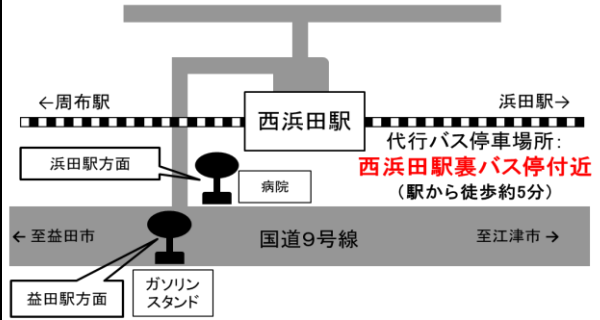 ←周布駅
浜田駅→
西浜田駅
代行バス停車場所:
西浜田駅裏バス停付近
（駅から徒歩約5分）
浜田駅方面
病院
← 至益田市
国道９号線
至江津市 →
益田駅方面
ガソリン
スタンド